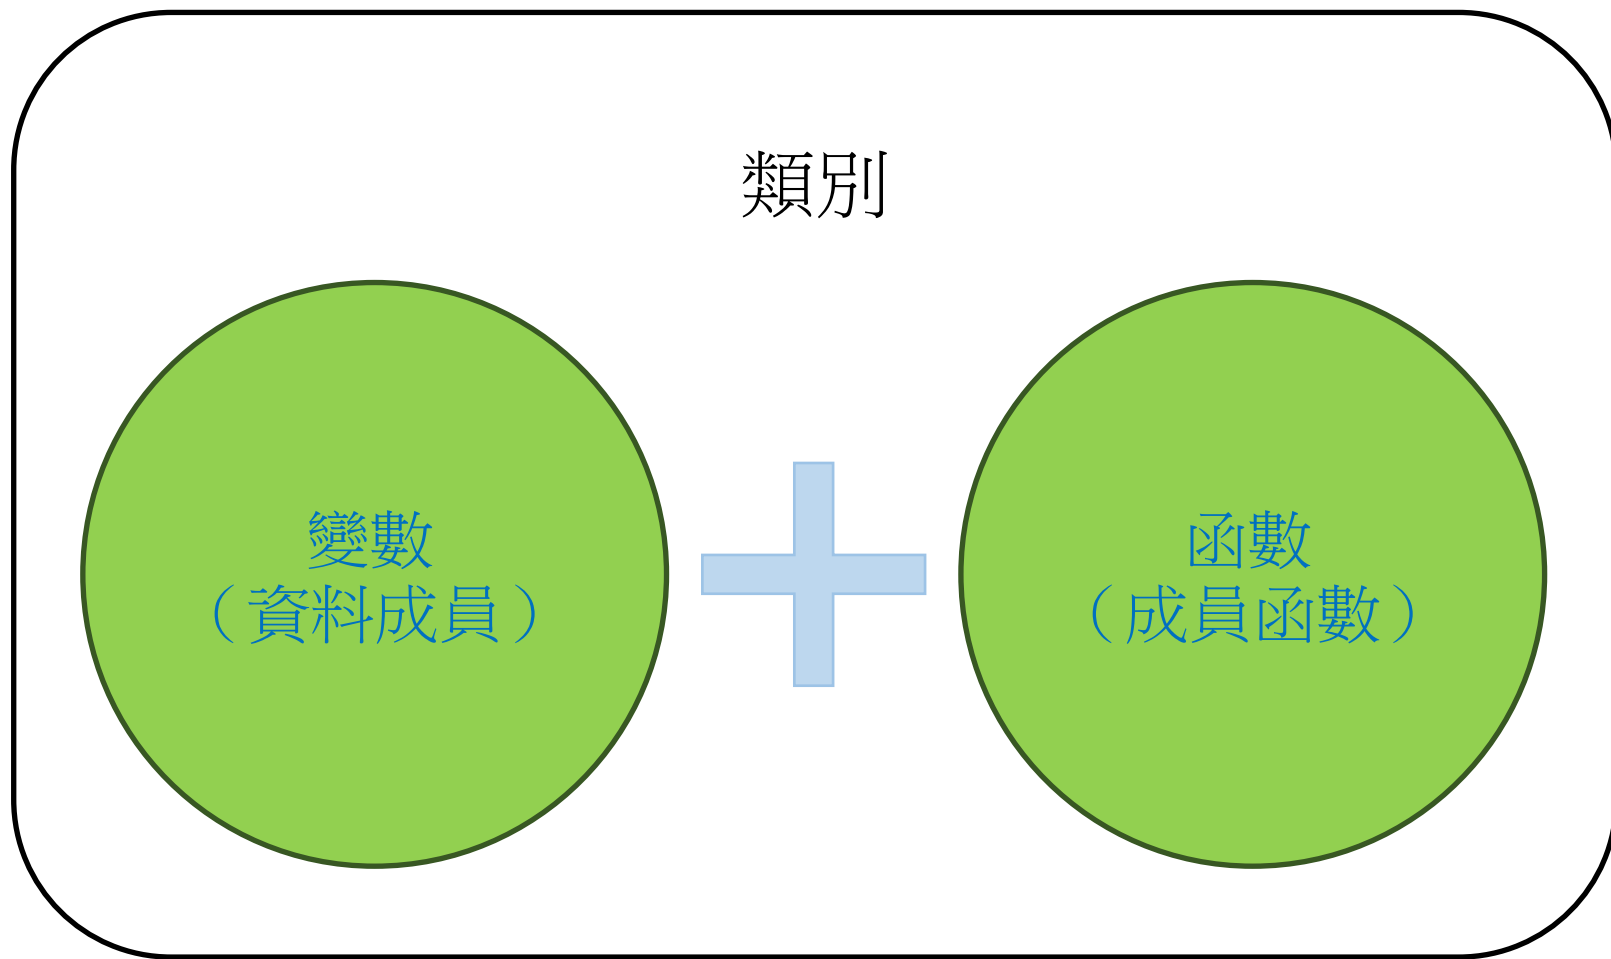 類別
變數
（資料成員）
函數
（成員函數）